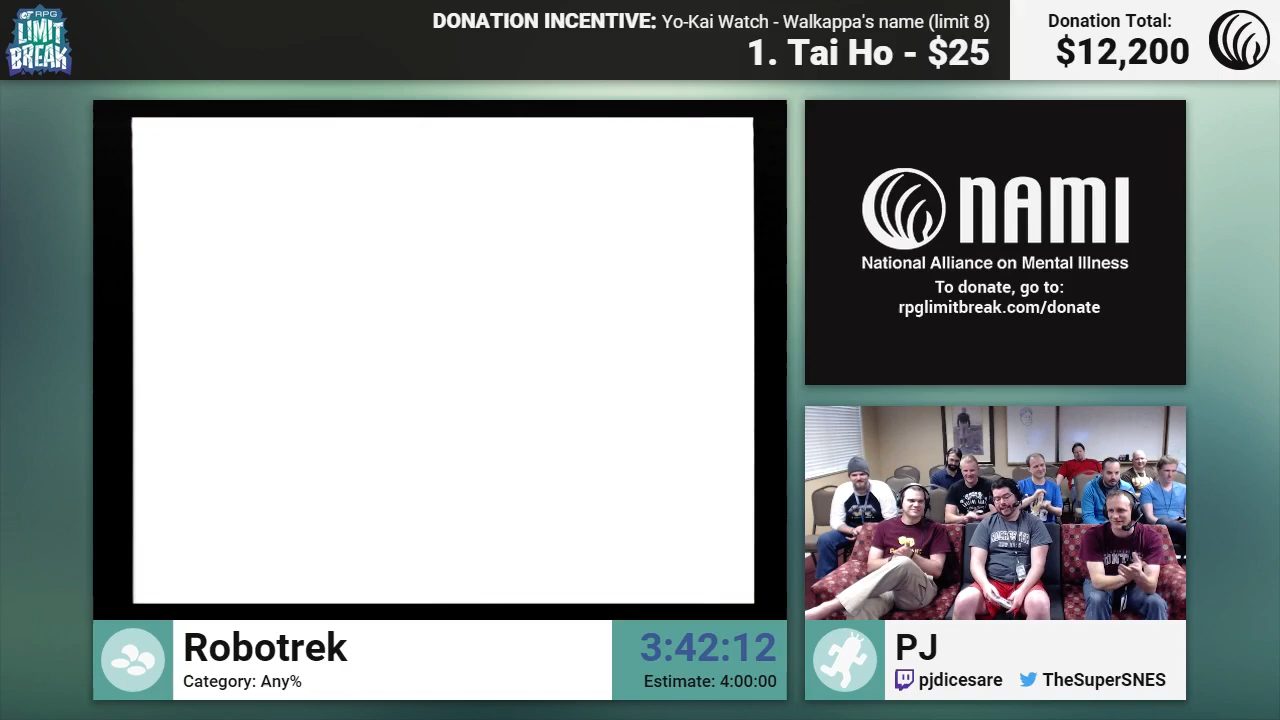 RPG
LIMIT
BREAK
DONATION INCENTIVE: Yo-Kai Watch - Walkappa's name (limit 8)
1. Tai Ho - $25
Donation Total:
$12,200
nAMI
National Alliance on Mental Illness
To donate, go to:
rpglimitbreak.com/donate
Robotrek
Category: Any%
3:42:12
Estimate: 4:00:00
PJ
pjdicesare
TheSuperSNES